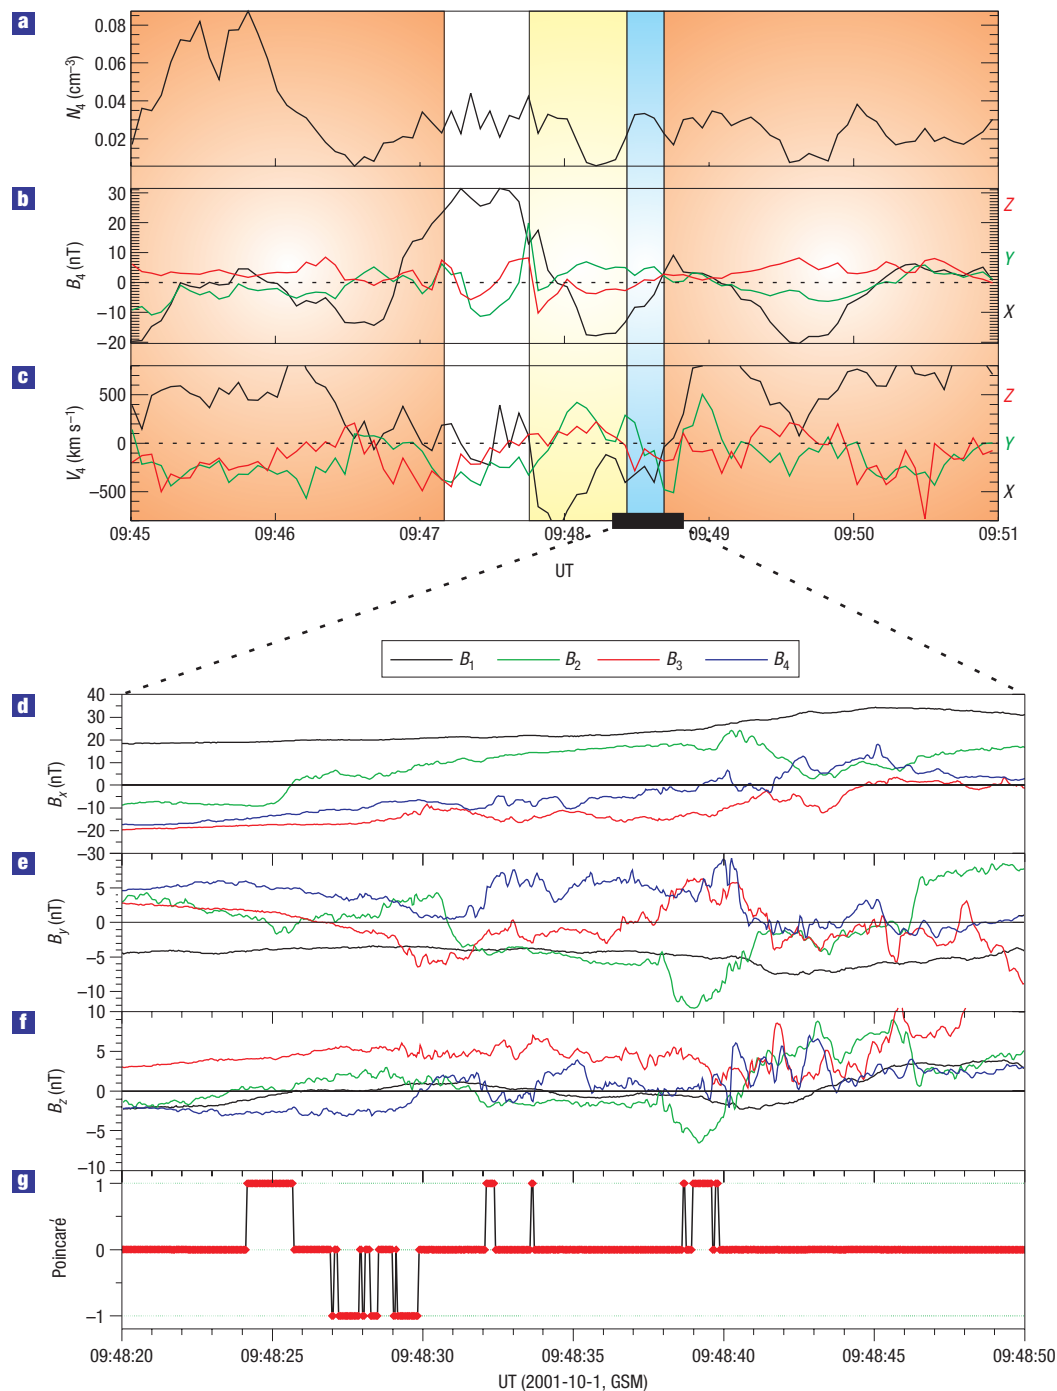 a
N4 (cm–3)
0.08
0.06
0.04
0.02
b
B4 (nT)
30
20
10
0
–10
–20
Z
Y
X
c
V4 (km s–1)
500
0
–500
Z
Y
X
09:45 09:46 09:47 09:48 09:49 09:50 09:51
UT
B1 B2 B3 B4
d
Bx (nT)
40
30
20
10
0
–10
–20
–30
e
By (nT)
5
0
–5
–10
f
Bz (nT)
10
5
0
–5
–10
g
Poincaré
1
0
–1
09:48:20 09:48:25 09:48:30 09:48:35 09:48:40 09:48:45 09:48:50
UT (2001-10-1, GSM)